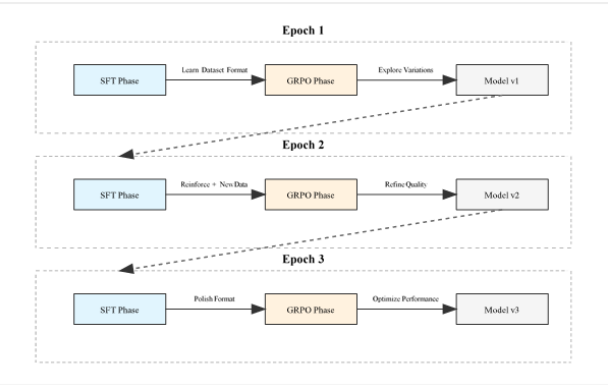 Epoch 1
Learn Dataset Format
Explore Variations
SFT Phase
GRPO Phase
Model v1
Epoch 2
Reinforce + New Data
Refine Quality
SFT Phase
GRPO Phase
Model v2
Epoch 3
Polish Format
Optimize Performance
SFT Phase
GRPO Phase
Model v3